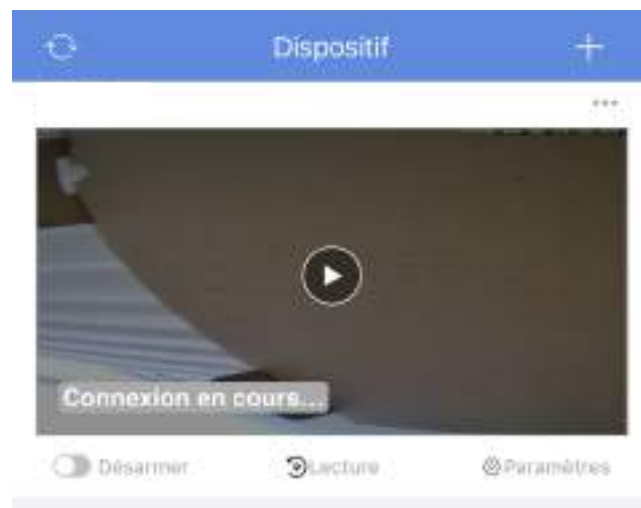 Dispositif
Connexion en cours...
Désarmer
Lecture
Paramètres